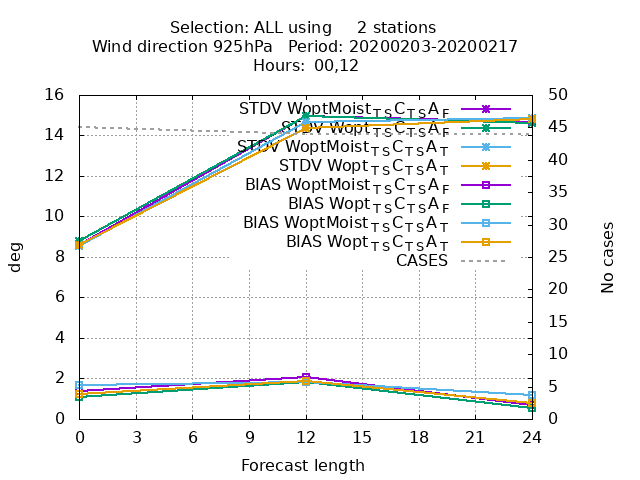 Selection: ALL using 2 stations
Wind direction 925hPa Period: 20200203-20200217
Hours: 00,12
deg
No cases
16
14
12
10
8
6
4
2
0
50
45
40
35
30
25
20
15
10
5
0
STDV WoptMoist_TS C_TS A_F
STDV Wopt_TS C_TS A_F
STDV WoptMoist_TS C_TS A_T
STDV Wopt_TS C_TS A_T
BIAS WoptMoist_TS C_TS A_F
BIAS Wopt_TS C_TS A_F
BIAS WoptMoist_TS C_TS A_T
BIAS Wopt_TS C_TS A_T
CASES
0 3 6 9 12 15 18 21 24
Forecast length